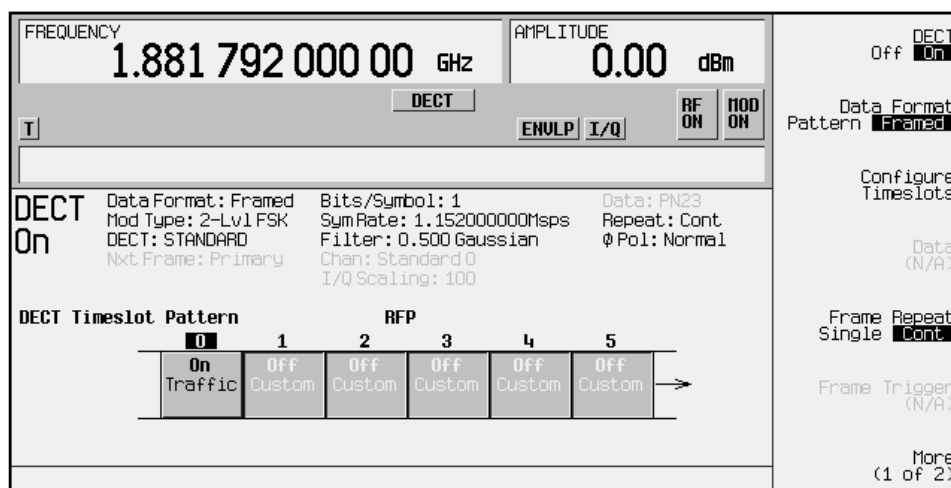 FREQUENCY
1.881 792 000 00 GHz
AMPLITUDE
0.00 dBm
DECT
RF ON
MOD ON
T
ENVLP
I/Q
DECT
On
Data Format: Framed
Mod Type: 2-Lvl FSK
DECT: STANDARD
Nxt Frame: Primary
Bits/Symbol: 1
Sym Rate: 1.152000000Msps
Filter: 0.500 Gaussian
Chan: Standard 0
I/Q Scaling: 100
Data: PN23
Repeat: Cont
Φ Pol: Normal
DECT Timeslot Pattern
RFP
0 1 2 3 4 5
On Off Off Off Off Off
Traffic Custom Custom Custom Custom Custom
DECT
Off On
Data Format
Pattern Framed
Configure
Timeslots
Data
(N/A)
Frame Repeat
Single Cont
Frame Trigger
(N/A)
More
(1 of 2)